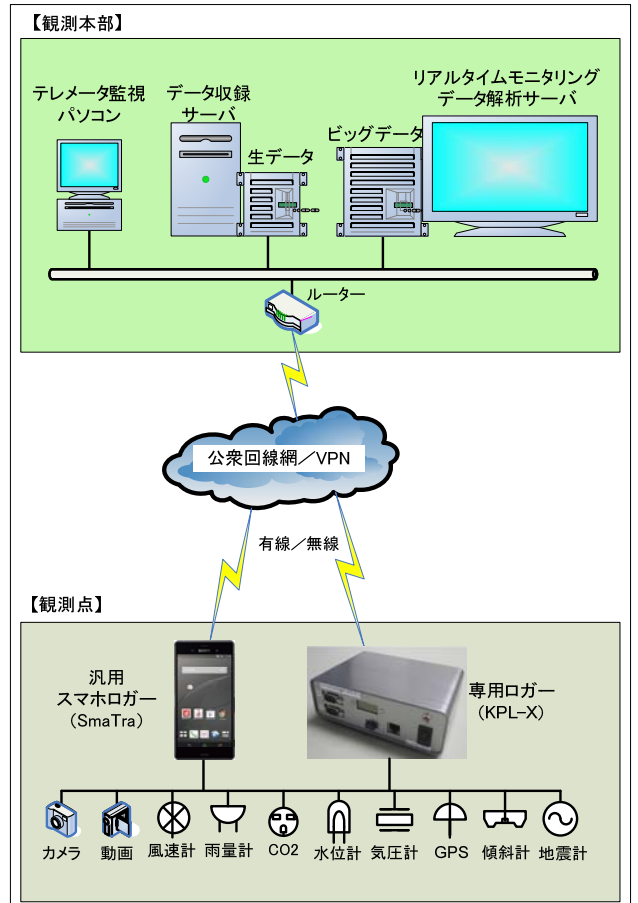 【観測本部】
テレメータ監視
パソコン
データ収録
サーバ
生データ
ビッグデータ
リアルタイムモニタリング
データ解析サーバ
ルーター
公衆回線網／VPN
有線／無線
【観測点】
汎用
スマホロガー
（SmaTra）
専用ロガー
（KPL-X）
カメラ
動画
風速計
雨量計
CO2
水位計
気圧計
GPS
傾斜計
地震計